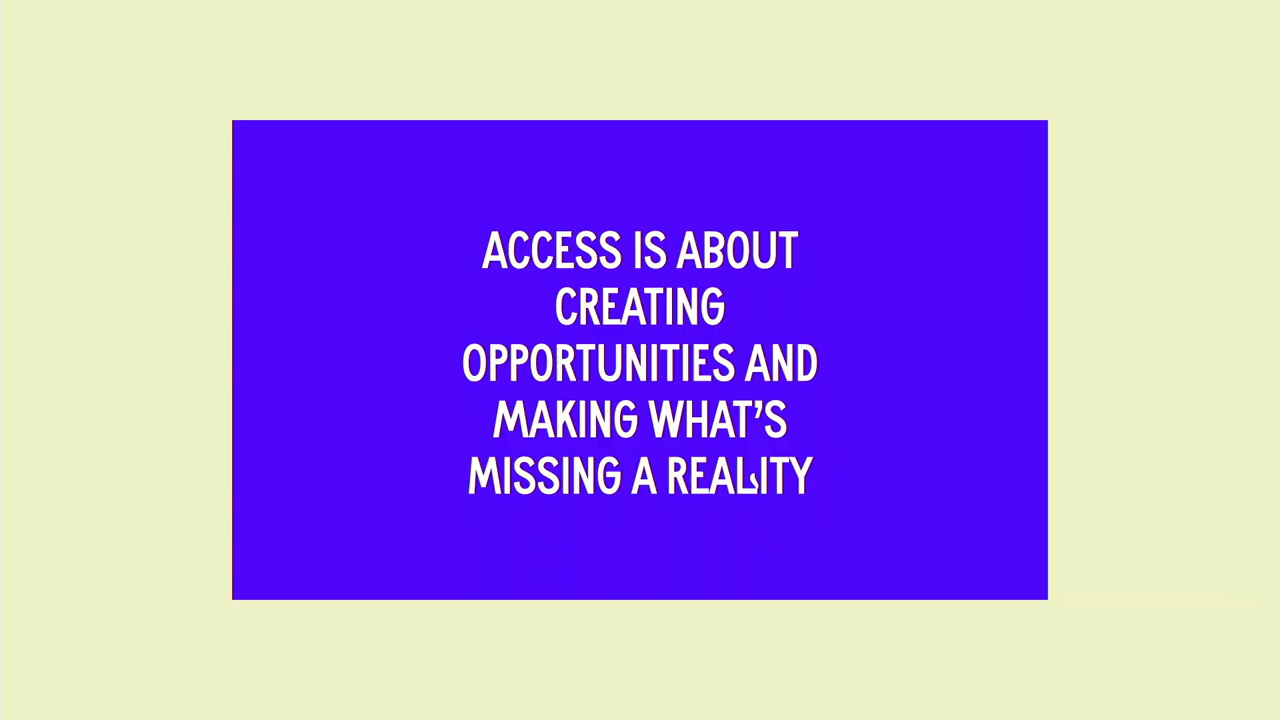 ACCESS IS ABOUT
CREATING
OPPORTUNITIES AND
MAKING WHAT'S
MISSING A REALITY